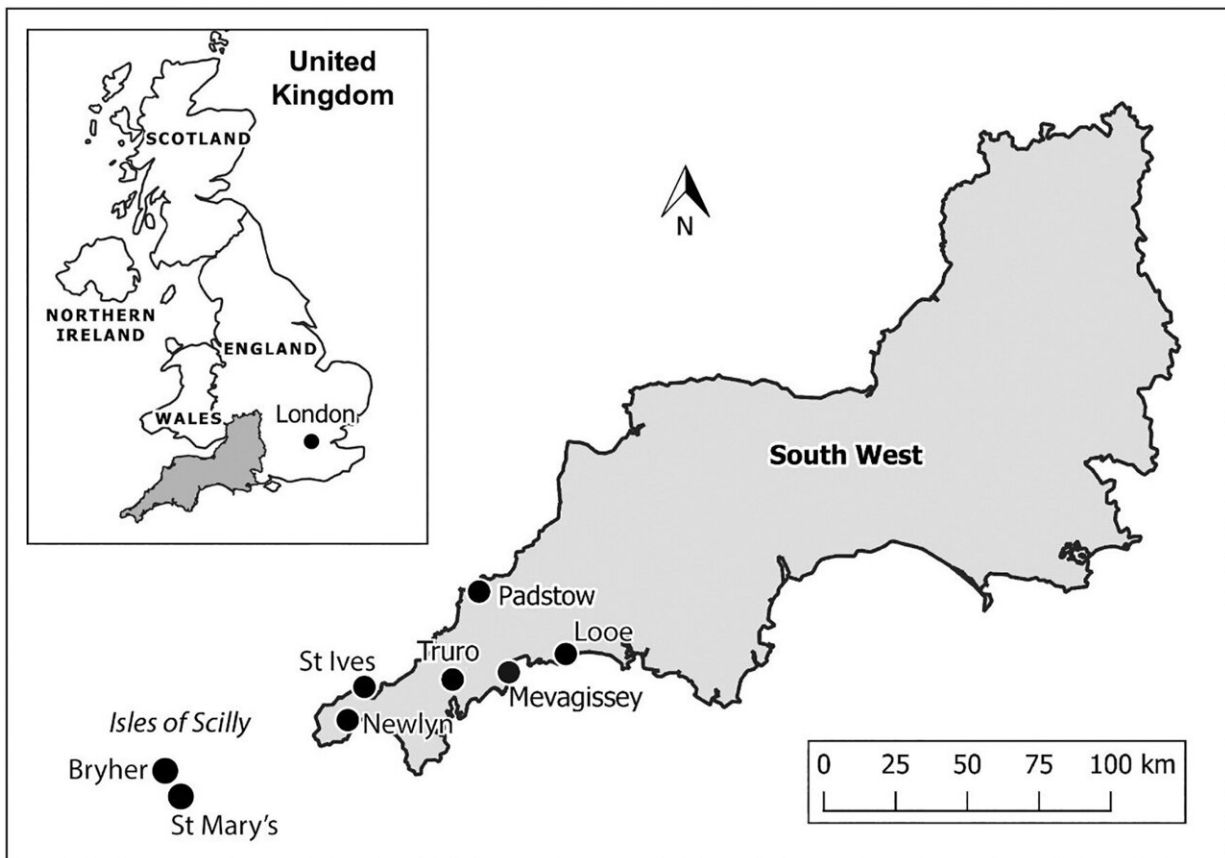 United
Kingdom
SCOTLAND
NORTHERN
IRELAND
ENGLAND
WALES
London
N
South West
Padstow
Looe
Truro
St Ives
Mevagissey
Newlyn
Isles of Scilly
Bryher
St Mary's
0 25 50 75 100 km